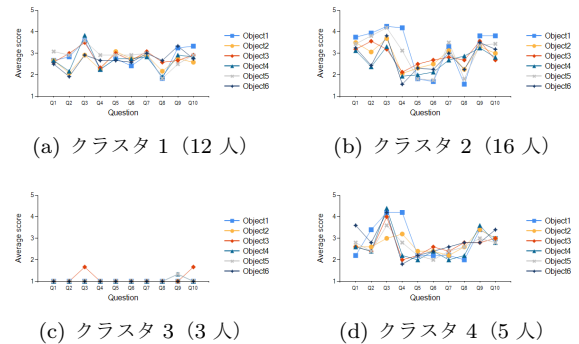 5
4
3
2
1
Average score
Q1 Q2 Q3 Q4 Q5 Q6 Q7 Q8 Q9 Q10
Question
Object1
Object2
Object3
Object4
Object5
Object6
(a) クラスタ 1（12 人）
5
4
3
2
1
Average score
Q1 Q2 Q3 Q4 Q5 Q6 Q7 Q8 Q9 Q10
Question
Object1
Object2
Object3
Object4
Object5
Object6
(b) クラスタ 2（16 人）
5
4
3
2
1
Average score
Q1 Q2 Q3 Q4 Q5 Q6 Q7 Q8 Q9 Q10
Question
Object1
Object2
Object3
Object4
Object5
Object6
(c) クラスタ 3（3 人）
5
4
3
2
1
Average score
Q1 Q2 Q3 Q4 Q5 Q6 Q7 Q8 Q9 Q10
Question
Object1
Object2
Object3
Object4
Object5
Object6
(d) クラスタ 4（5 人）